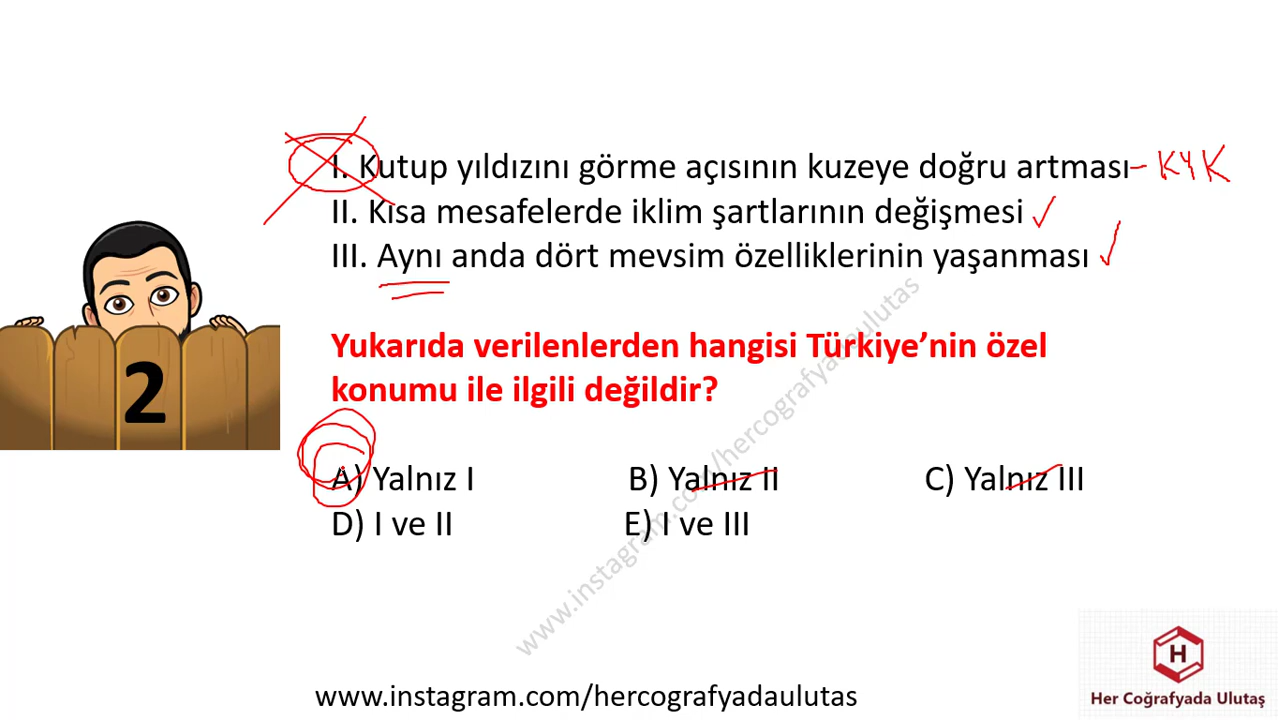 I. Kutup yıldızını görme açısının kuzeye doğru artması - KYK
II. Kısa mesafelerde iklim şartlarının değişmesi
III. Aynı anda dört mevsim özelliklerinin yaşanması
Yukarıda verilenlerden hangisi Türkiye’nin özel
konumu ile ilgili değildir?
2
A) Yalnız I B) Yalnız II C) Yalnız III
D) I ve II E) I ve III
www.instagram.com/hercografyadaulutas
www.instagram.com/hercografyadaulutas
H
Her Coğrafyada Ulutaş